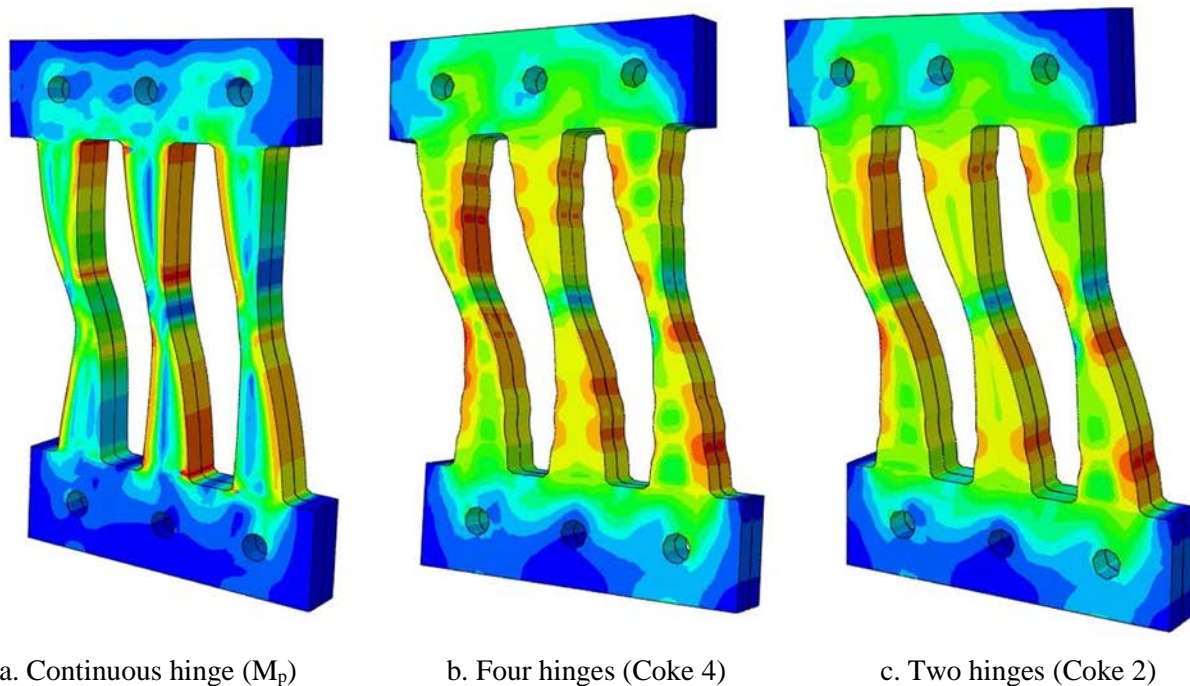 a. Continuous hinge (Mₚ)
b. Four hinges (Coke 4)
c. Two hinges (Coke 2)